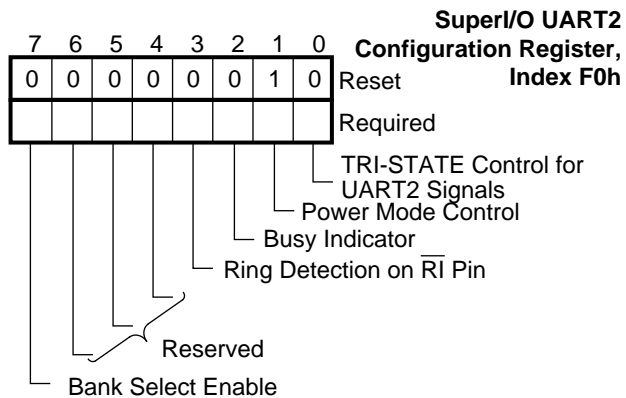 SuperI/O UART2
Configuration Register,
Index F0h
7 6 5 4 3 2 1 0
0 0 0 0 0 0 1 0 Reset
Required
TRI-STATE Control for
UART2 Signals
Power Mode Control
Busy Indicator
Ring Detection on R̅I̅ Pin
Reserved
Bank Select Enable